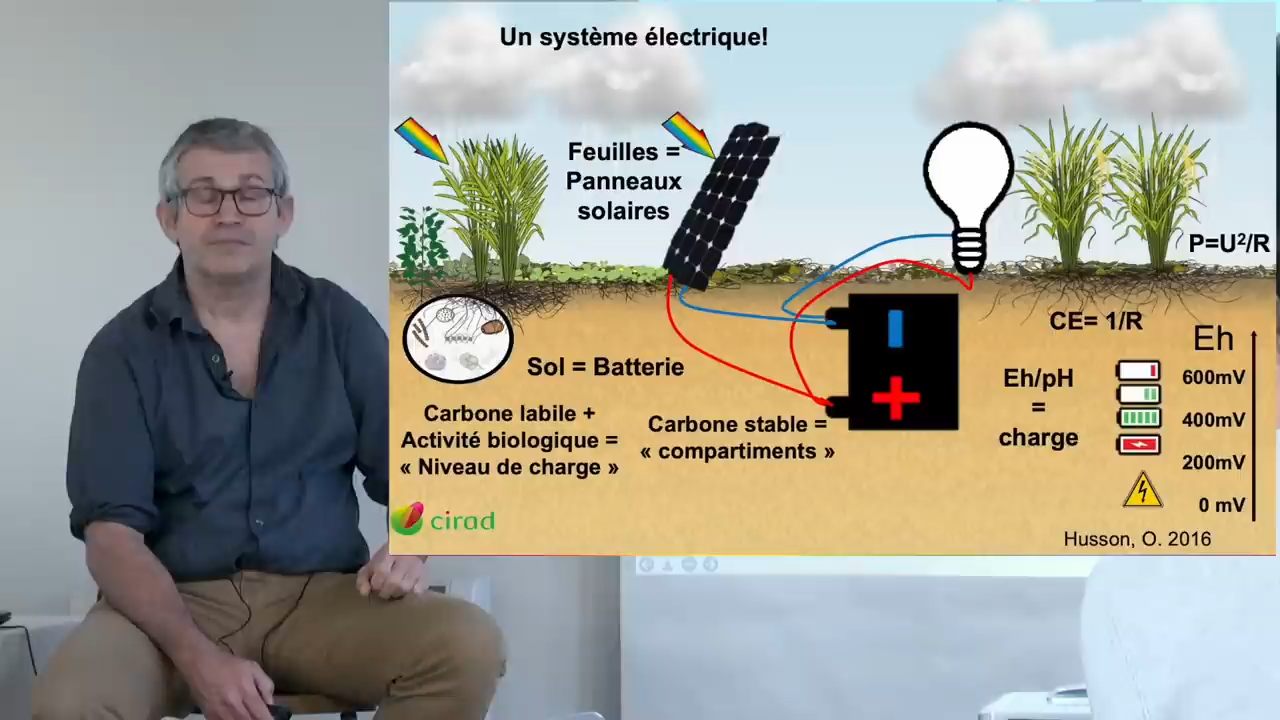 Un système électrique!
Feuilles =
Panneaux
solaires
P=U²/R
CE= 1/R
Eh
Sol = Batterie
Eh/pH
=
charge
600mV
400mV
200mV
0 mV
Carbone labile +
Activité biologique =
« Niveau de charge »
Carbone stable =
« compartiments »
cirad
Husson, O. 2016